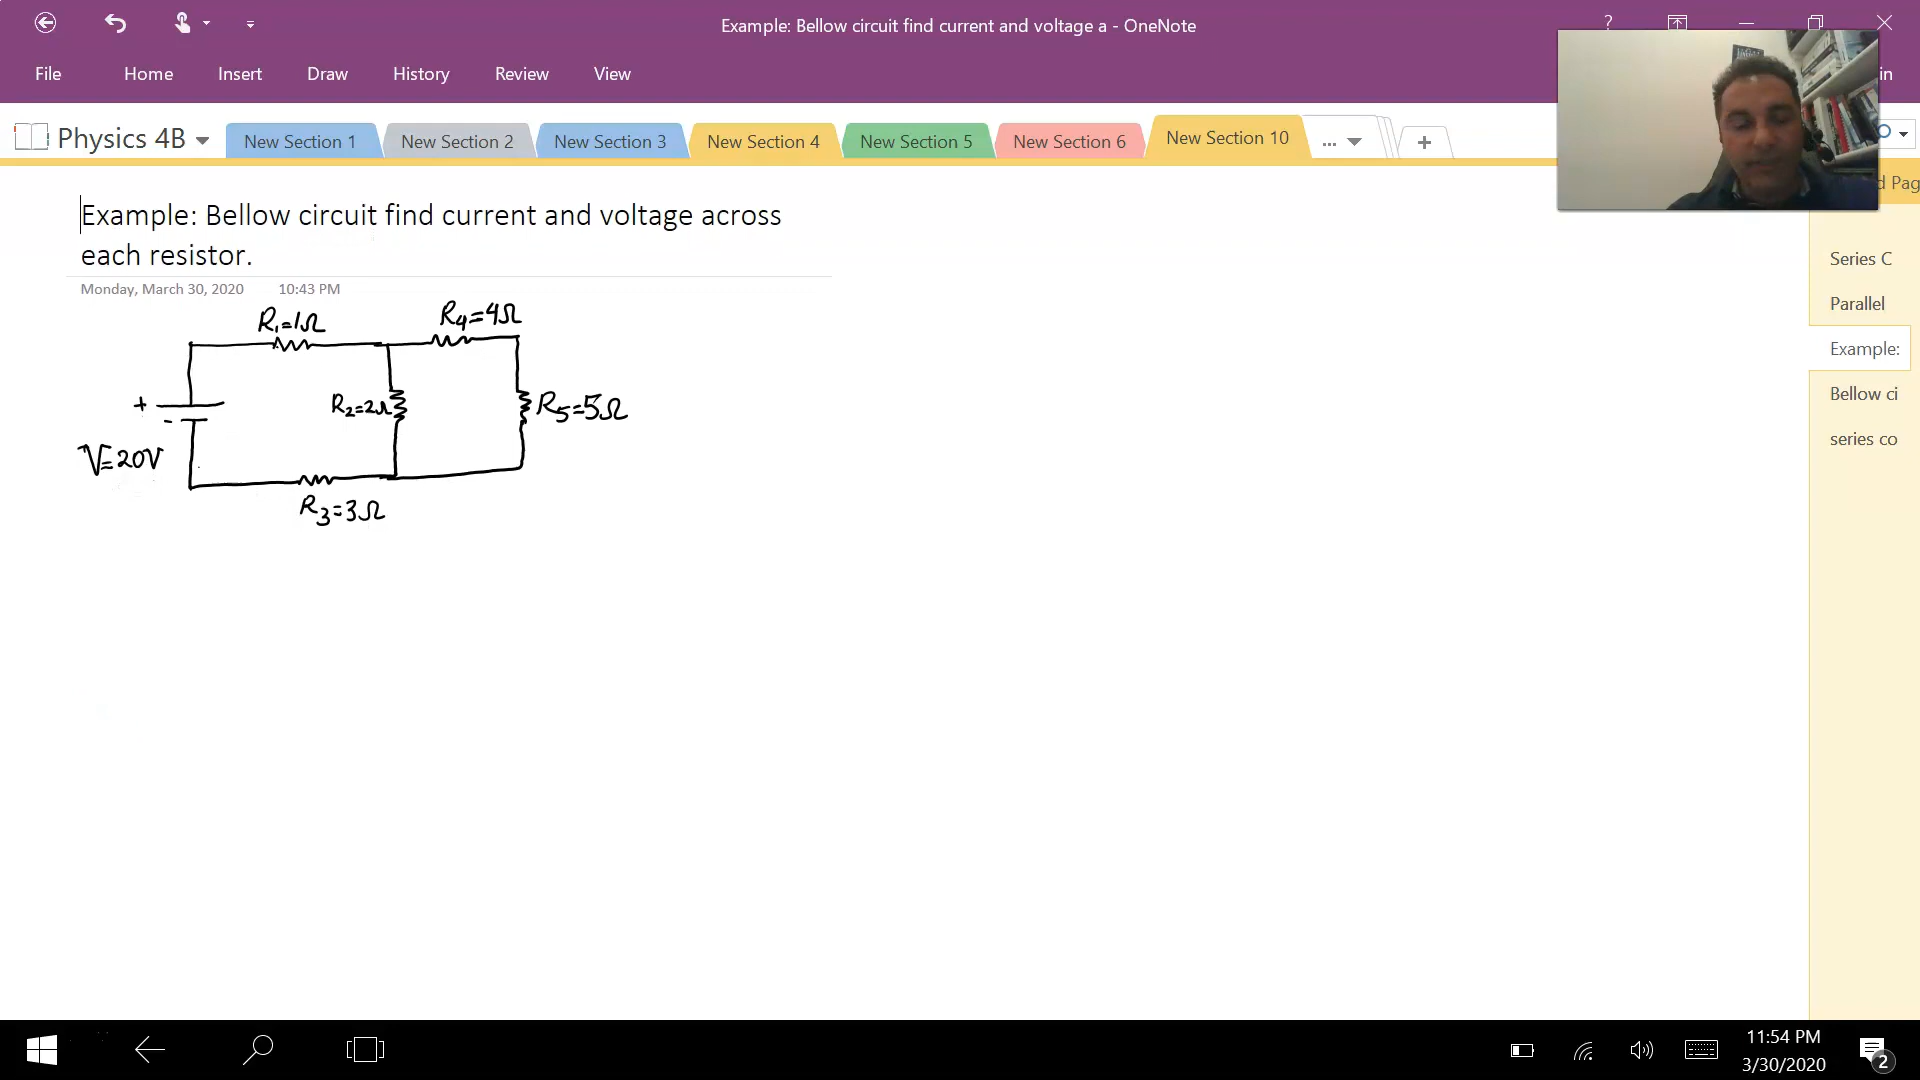 Example: Bellow circuit find current and voltage a - OneNote
?
File Home Insert Draw History Review View
in
Physics 4B
New Section 1 New Section 2 New Section 3 New Section 4 New Section 5 New Section 6 New Section 10 ... +
d Pag
Example: Bellow circuit find current and voltage across
each resistor.
Monday, March 30, 2020 10:43 PM
Series C
Parallel
Example:
Bellow ci
series co
R₁=1Ω
R₄=4Ω
+
-
R₂=2Ω
R₅=5Ω
V=20V
R₃=3Ω
11:54 PM
3/30/2020
2